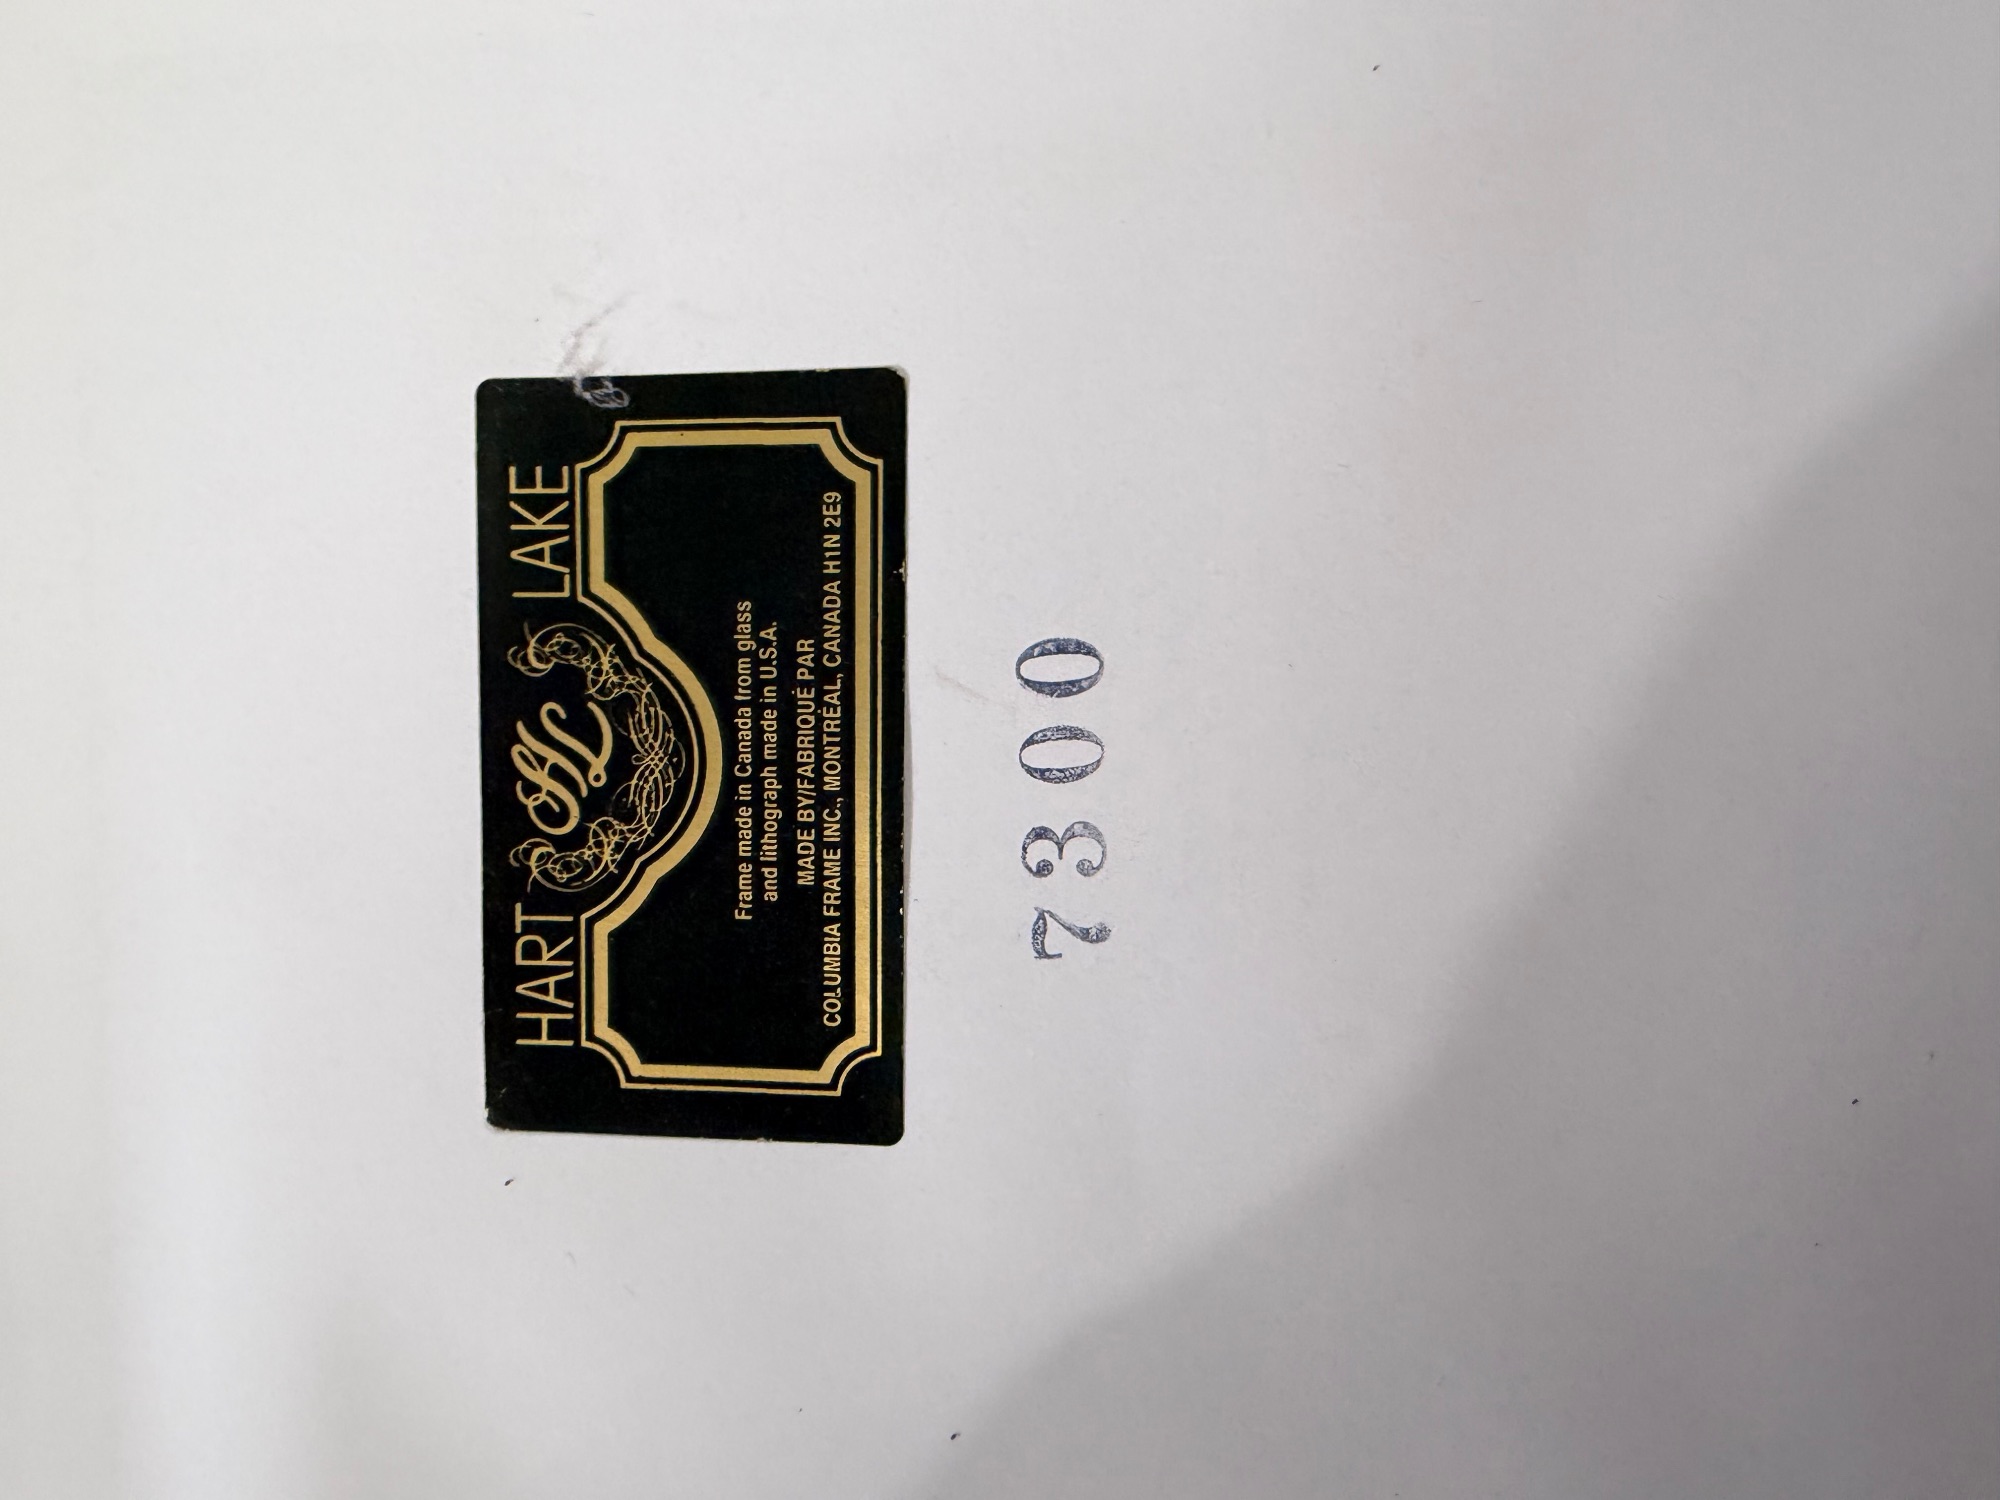 HART HL LAKE
Frame made in Canada from glass
and lithograph made in U.S.A.
MADE BY/FABRIQUÉ PAR
COLUMBIA FRAME INC., MONTRÉAL, CANADA H1N 2E9
7300